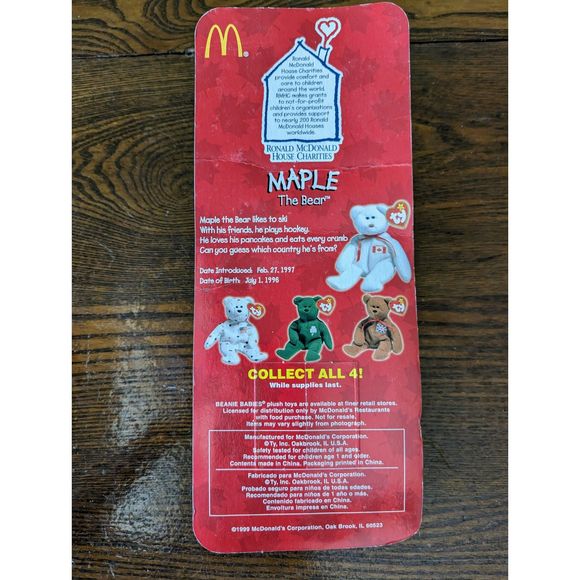 Ronald
McDonald
House Charities
provide comfort and
care to children
around the world.
RMHC makes grants
to not-for-profit
children's organizations
and provides support
to nearly 200 Ronald
McDonald Houses
worldwide.
RONALD MCDONALD
HOUSE CHARITIES
MAPLE
The Bear™
Maple the Bear likes to ski
With his friends, he plays hockey.
He loves his pancakes and eats every crumb
Can you guess which country he's from?
Date Introduced: Feb. 27, 1997
Date of Birth: July 1, 1996
COLLECT ALL 4!
While supplies last.
BEANIE BABIES® plush toys are available at finer retail stores.
Licensed for distribution only by McDonald's Restaurants
with food purchase. Not for resale.
Items may vary slightly from photograph.
Manufactured for McDonald's Corporation.
©Ty, Inc. Oakbrook, IL U.S.A.
Safety tested for children of all ages.
Recommended for children age 1 and older.
Contents made in China. Packaging printed in China.
Fabricado para McDonald's Corporation.
©Ty, Inc. Oakbrook, IL U.S.A.
Probado seguro para niños de todas edades.
Recomendado para niños de 1 año o más.
Contenido fabricado en China.
Envoltura impresa en China.
©1999 McDonald's Corporation, Oak Brook, IL 60523